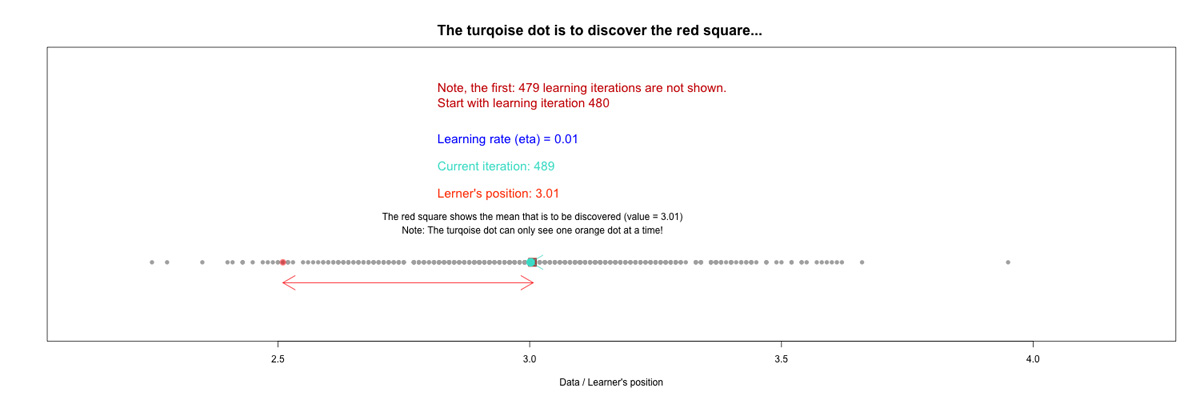 The turqoise dot is to discover the red square...
Note, the first: 479 learning iterations are not shown.
Start with learning iteration 480
Learning rate (eta) = 0.01
Current iteration: 489
Lerner's position: 3.01
The red square shows the mean that is to be discovered (value = 3.01)
Note: The turqoise dot can only see one orange dot at a time!
2.5 3.0 3.5 4.0
Data / Learner's position